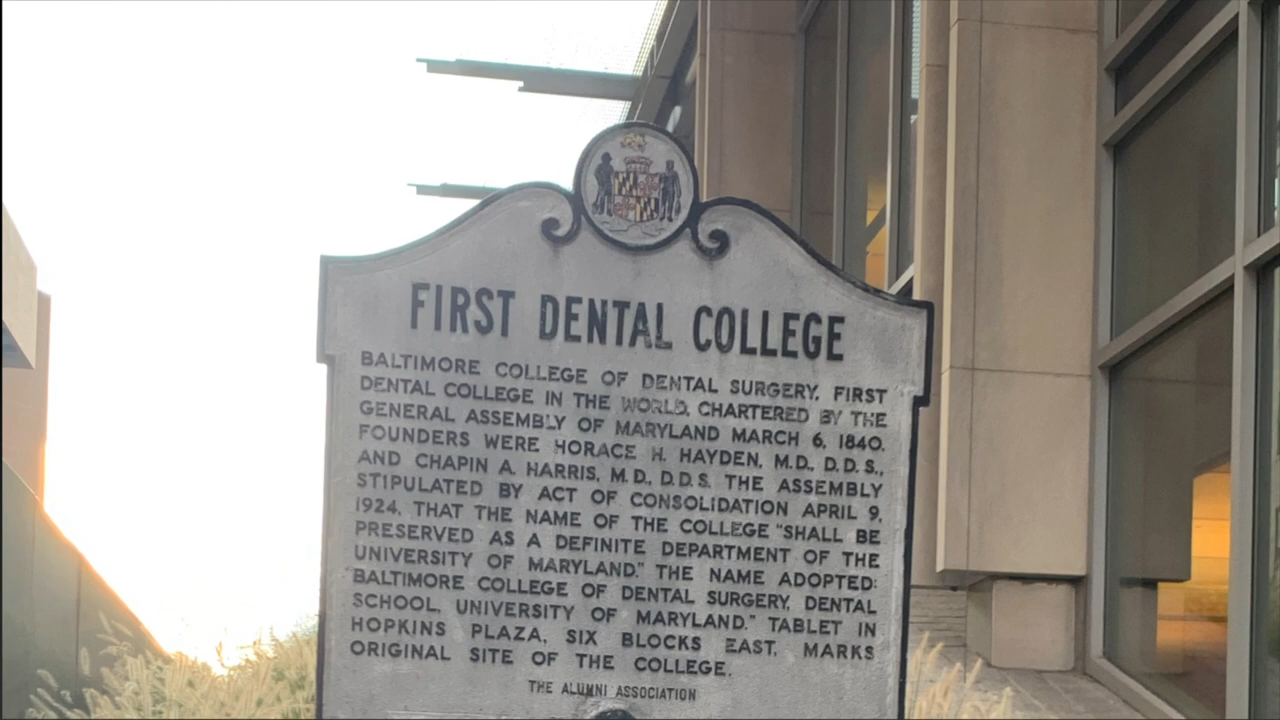 FIRST DENTAL COLLEGE
BALTIMORE COLLEGE OF DENTAL SURGERY, FIRST
DENTAL COLLEGE IN THE WORLD, CHARTERED BY THE
GENERAL ASSEMBLY OF MARYLAND MARCH 6, 1840.
FOUNDERS WERE HORACE H. HAYDEN, M.D., D.D.S.,
AND CHAPIN A. HARRIS, M.D., D.D.S. THE ASSEMBLY
STIPULATED BY ACT OF CONSOLIDATION APRIL 9,
1924, THAT THE NAME OF THE COLLEGE "SHALL BE
PRESERVED AS A DEFINITE DEPARTMENT OF THE
UNIVERSITY OF MARYLAND." THE NAME ADOPTED:
"BALTIMORE COLLEGE OF DENTAL SURGERY, DENTAL
SCHOOL, UNIVERSITY OF MARYLAND." TABLET IN
HOPKINS PLAZA, SIX BLOCKS EAST, MARKS
ORIGINAL SITE OF THE COLLEGE.
THE ALUMNI ASSOCIATION